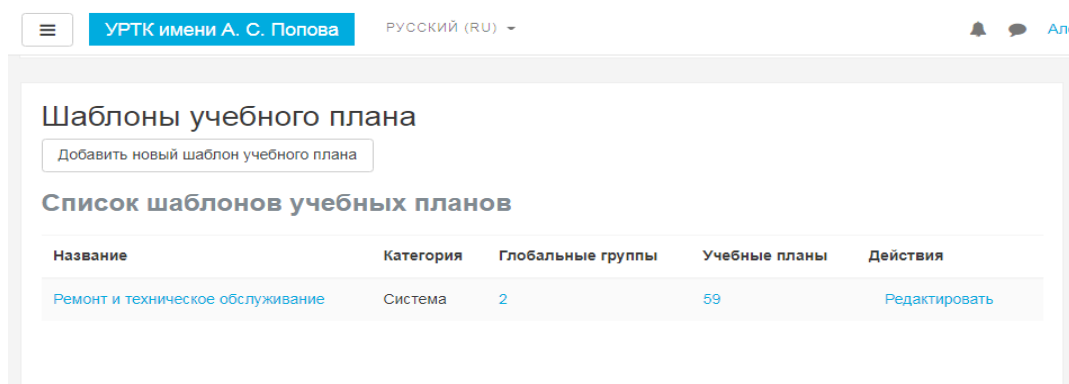 УРТК имени А. С. Попова РУССКИЙ (RU)
Шаблоны учебного плана
Добавить новый шаблон учебного плана
Список шаблонов учебных планов
Название Категория Глобальные группы Учебные планы Действия
Ремонт и техническое обслуживание Система 2 59 Редактировать